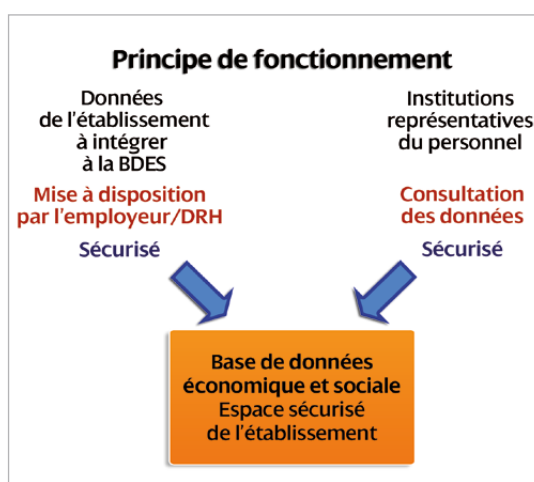 Principe de fonctionnement
Données
de l'établissement
à intégrer
à la BDES
Mise à disposition
par l'employeur/DRH
Sécurisé
Institutions
représentatives
du personnel
Consultation
des données
Sécurisé
Base de données
économique et sociale
Espace sécurisé
de l'établissement